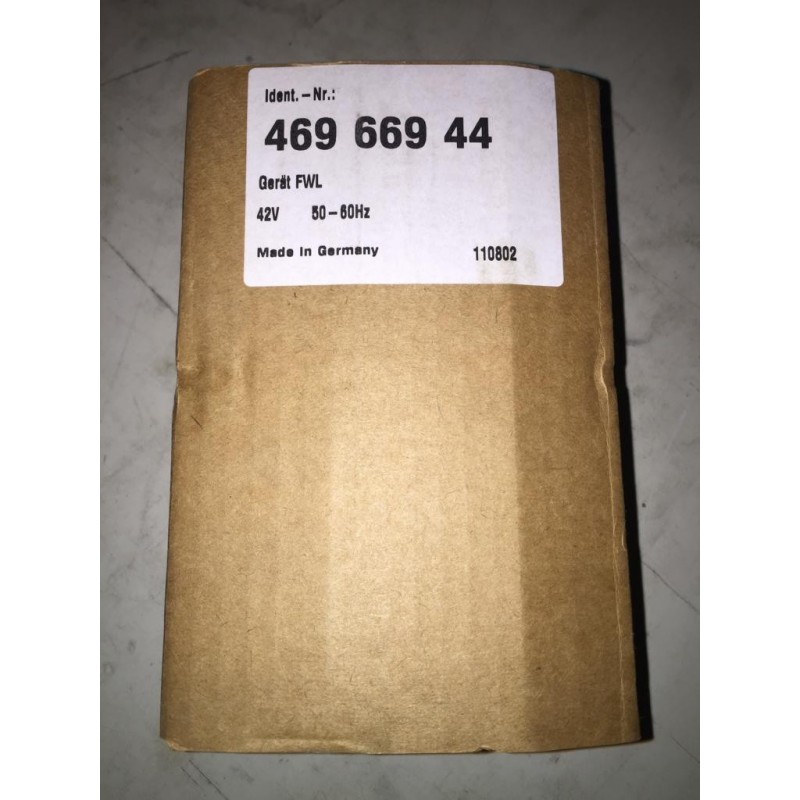 Ident.-Nr.:
469 669 44
Gerät FWL
42V 50-60Hz
Made in Germany 110802